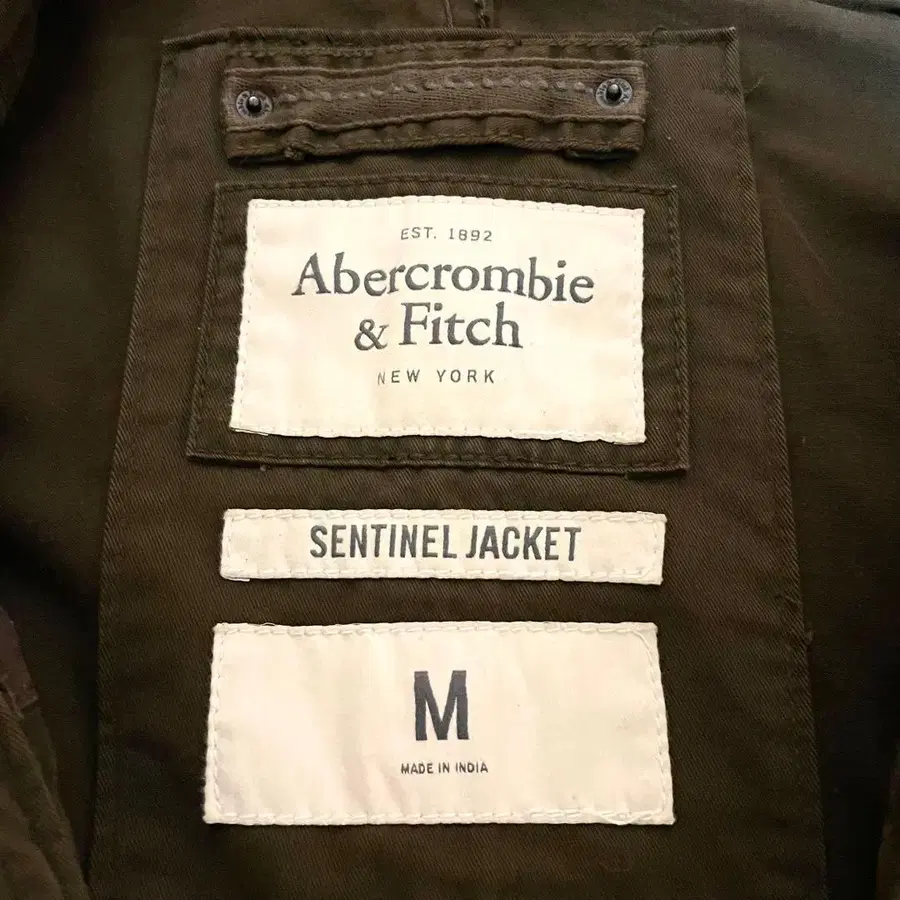 EST. 1892
Abercrombie
& Fitch
NEW YORK
SENTINEL JACKET
M
MADE IN INDIA